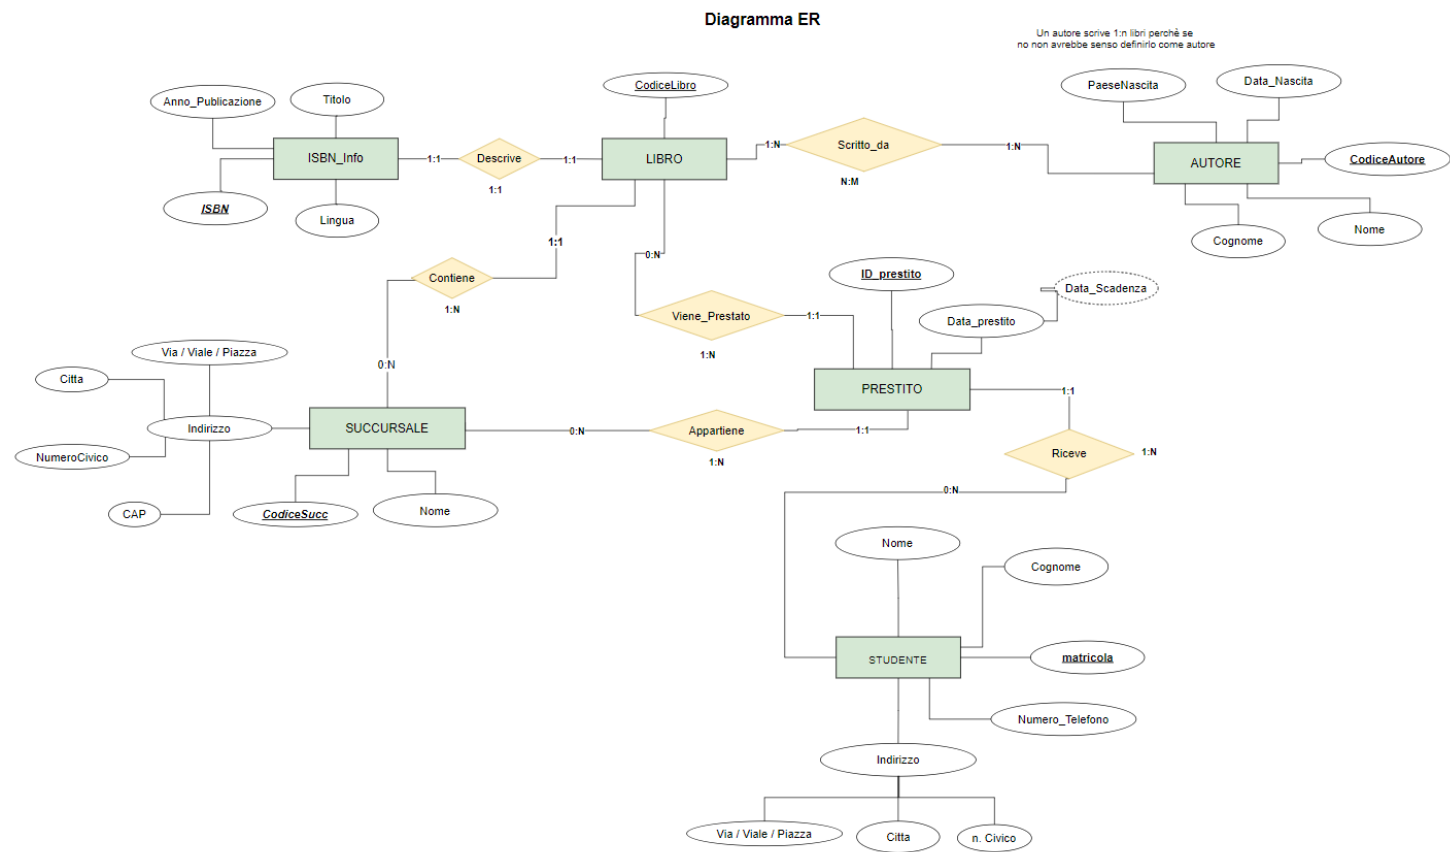 Diagramma ER
Un autore scrive 1:n libri perchè se
no non avrebbe senso definirlo come autore
CodiceLibro
PaeseNascita
Data_Nascita
Anno_Publicazione
Titolo
ISBN_Info
1:1
Descrive
1:1
1:1
LIBRO
1:N
Scritto_da
N:M
1:N
AUTORE
CodiceAutore
ISBN
Lingua
Cognome
Nome
1:1
Contiene
1:N
0:N
0:N
ID_prestito
Data_Scadenza
Data_prestito
Viene_Prestato
1:1
1:N
PRESTITO
1:1
Via / Viale / Piazza
Citta
Indirizzo
NumeroCivico
CAP
SUCCURSALE
CodiceSucc
Nome
0:N
Appartiene
1:N
1:1
Riceve
1:N
0:N
Nome
Cognome
STUDENTE
matricola
Numero_Telefono
Indirizzo
Via / Viale / Piazza
Citta
n. Civico